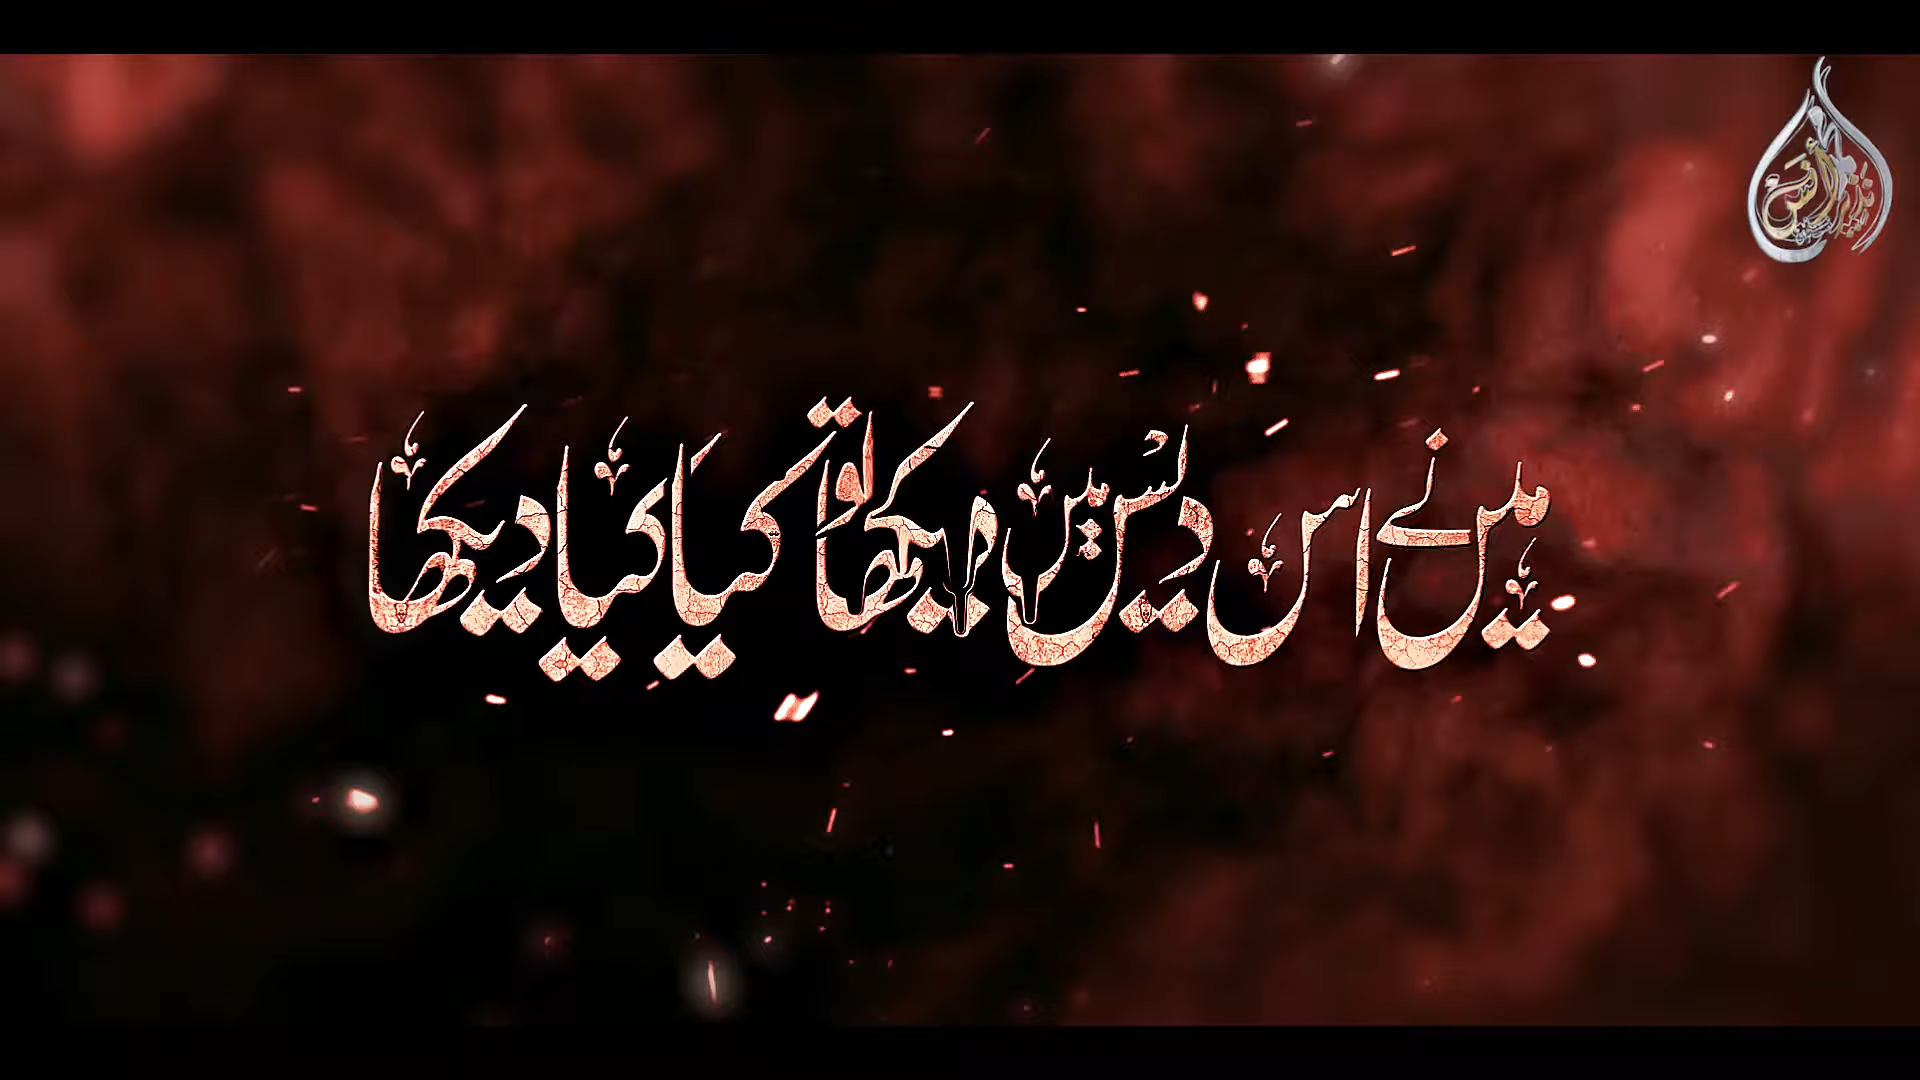 میں نے اس دیس میں دیکھا تو کیا کیا دیکھا